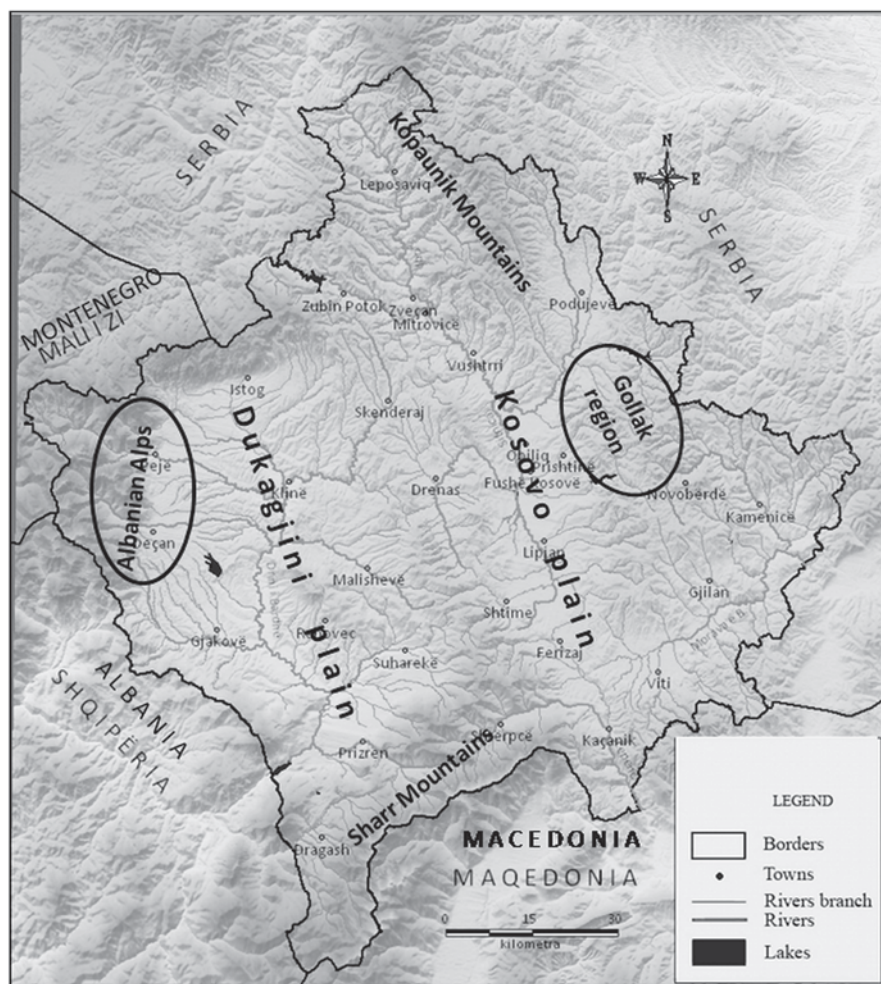 SERBIA
Kopaunik Mountains
Leposaviq
N
W E
S
SERBIA
MONTENEGRO
MALI I ZI
Zubin Potok
Zveçan
Mitrovicë
Podujevë
Vushtrri
Istog
Skenderaj
Gollak
region
Dukagjini plain
Kosovo plain
Albanian Alps
Pejë
Klinë
Drenas
Obiliq
Prishtinë
Fushë Kosovë
Novobërdë
Kamenicë
Deçan
Lipjan
Malishevë
Gjilan
Shtime
Gjakovë
Suharekë
Ferizaj
Viti
ALBANIA
SHQIPËRIA
Prizren
Kaçanik
Sharr Mountains
Dragash
MACEDONIA
MAQEDONIA
0 15 30
kilometra
LEGEND
Borders
Towns
Rivers branch
Rivers
Lakes